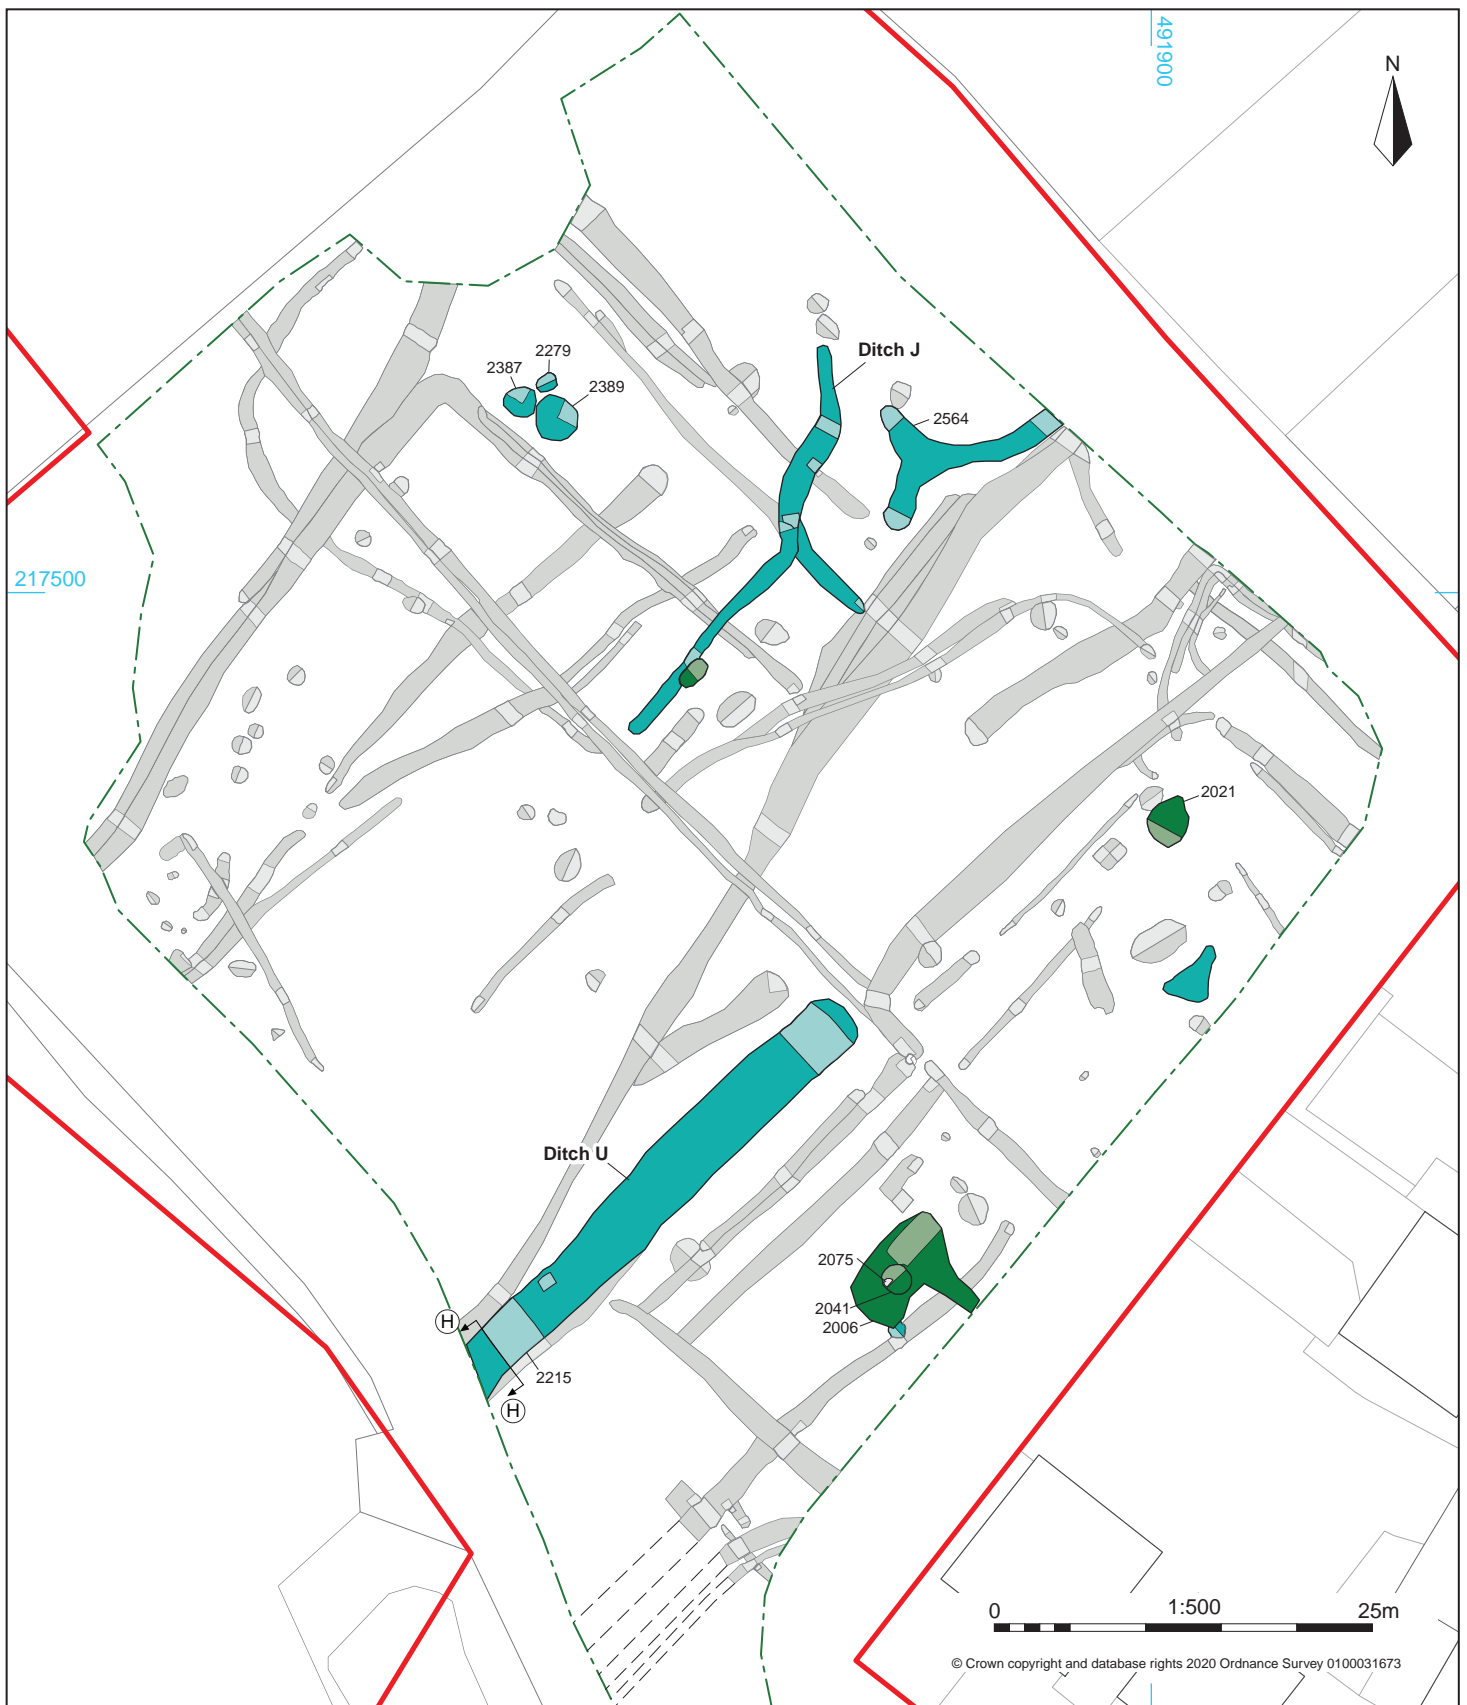 491900
N
Ditch J
2279
2387
2389
2564
217500
2021
Ditch U
2075
2041
2006
H
2215
H
0 1:500 25m
© Crown copyright and database rights 2020 Ordnance Survey 0100031673